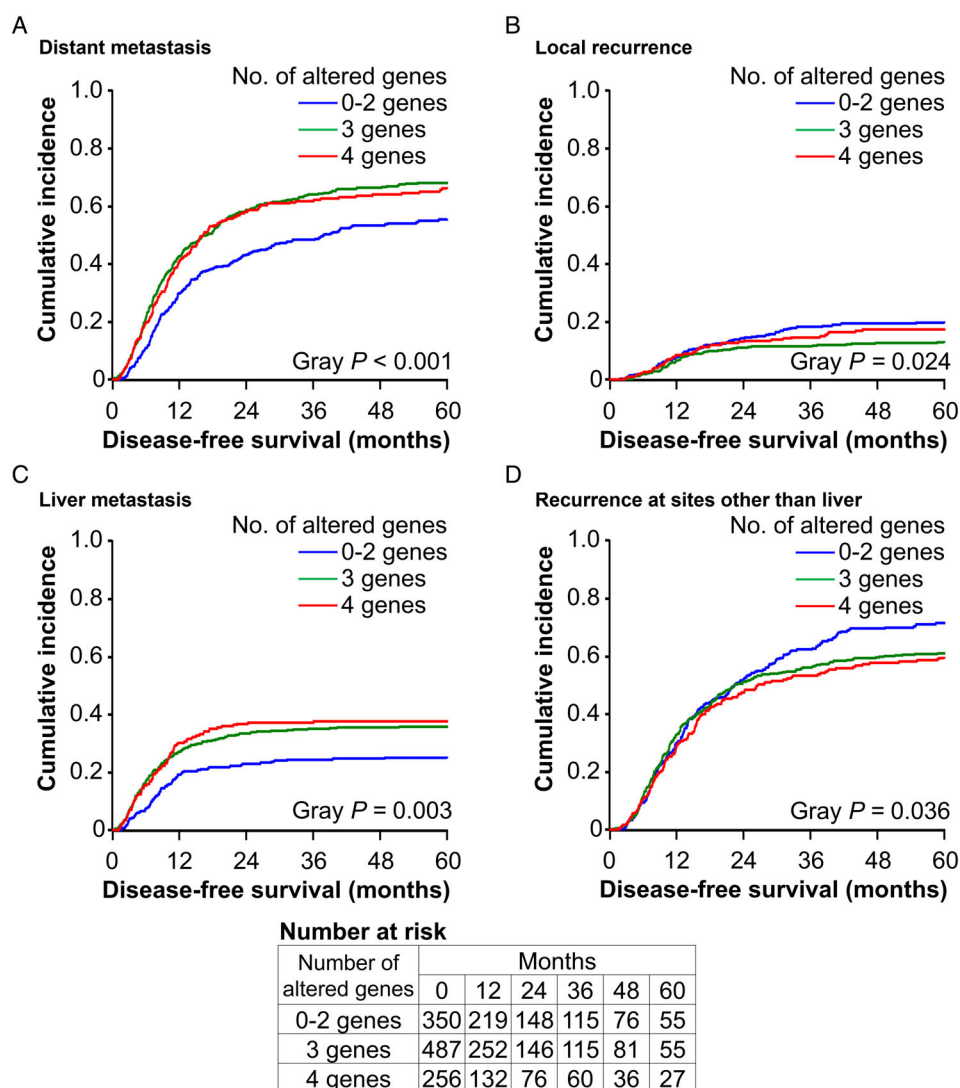 A
Distant metastasis
No. of altered genes
0-2 genes
3 genes
4 genes
Cumulative incidence
1.0
0.8
0.6
0.4
0.2
0
Gray P < 0.001
0 12 24 36 48 60
Disease-free survival (months)
B
Local recurrence
No. of altered genes
0-2 genes
3 genes
4 genes
Cumulative incidence
1.0
0.8
0.6
0.4
0.2
0
Gray P = 0.024
0 12 24 36 48 60
Disease-free survival (months)
C
Liver metastasis
No. of altered genes
0-2 genes
3 genes
4 genes
Cumulative incidence
1.0
0.8
0.6
0.4
0.2
0
Gray P = 0.003
0 12 24 36 48 60
Disease-free survival (months)
D
Recurrence at sites other than liver
No. of altered genes
0-2 genes
3 genes
4 genes
Cumulative incidence
1.0
0.8
0.6
0.4
0.2
0
Gray P = 0.036
0 12 24 36 48 60
Disease-free survival (months)
Number at risk
Number of altered genes
Months
0 12 24 36 48 60
0-2 genes 350 219 148 115 76 55
3 genes 487 252 146 115 81 55
4 genes 256 132 76 60 36 27